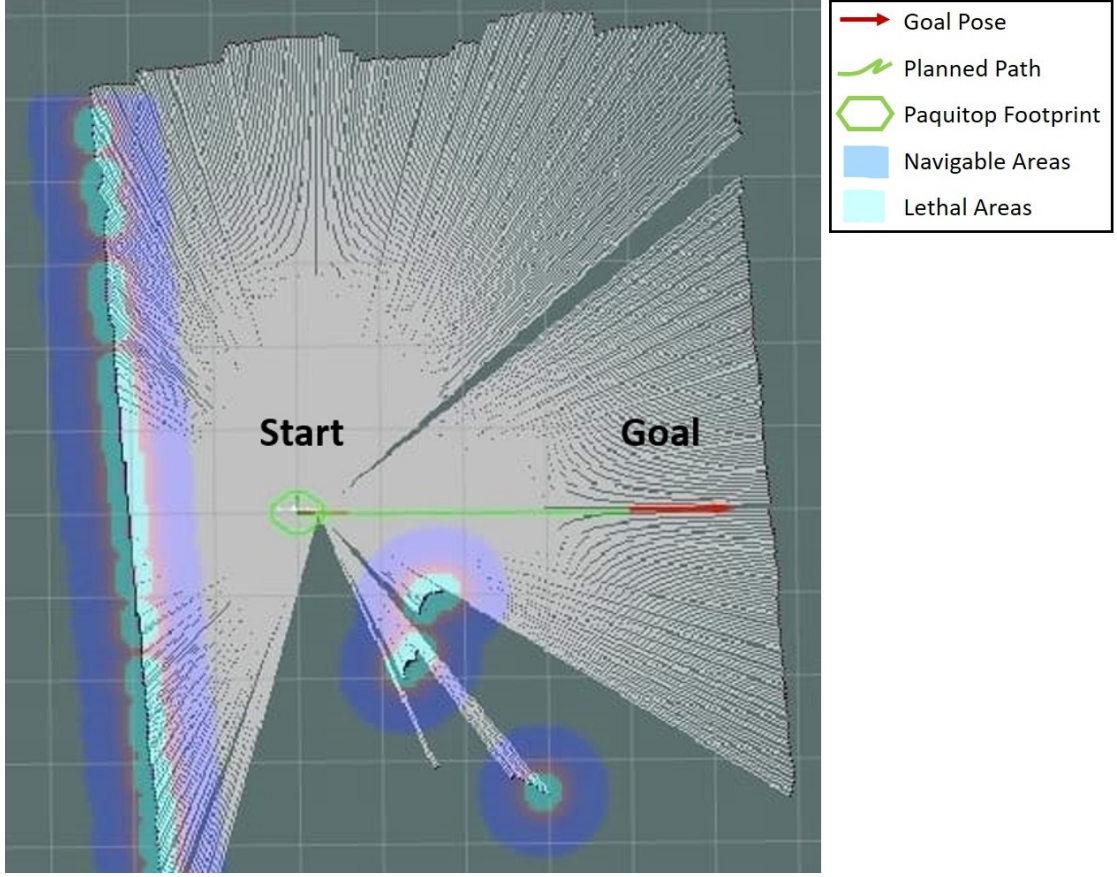 Goal Pose
Planned Path
Paquitop Footprint
Navigable Areas
Lethal Areas
Start
Goal